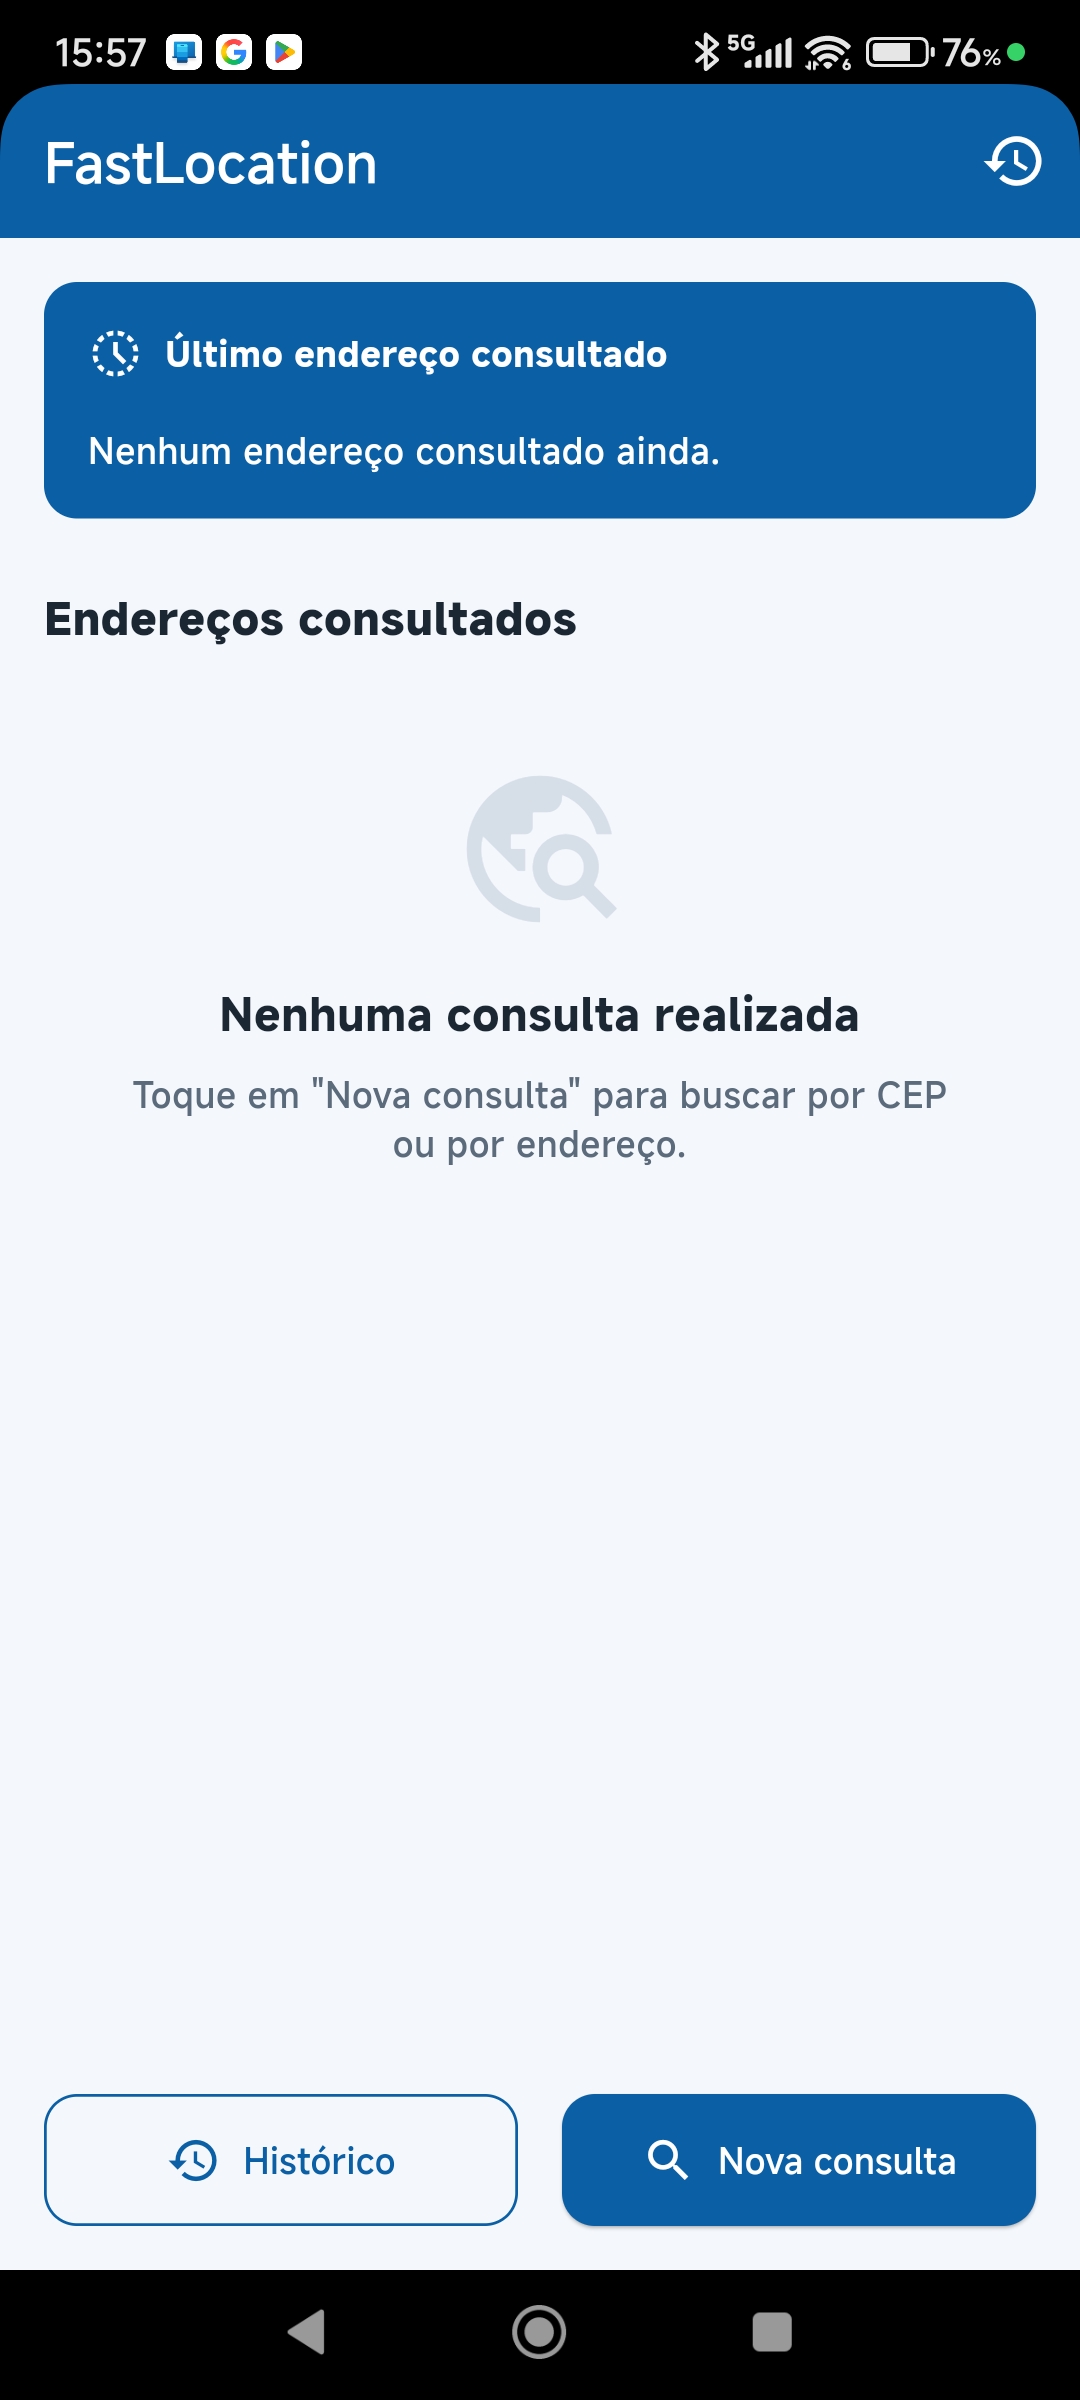 15:57
5G
6
76%
FastLocation
Último endereço consultado
Nenhum endereço consultado ainda.
Endereços consultados
Nenhuma consulta realizada
Toque em "Nova consulta" para buscar por CEP
ou por endereço.
Histórico
Nova consulta